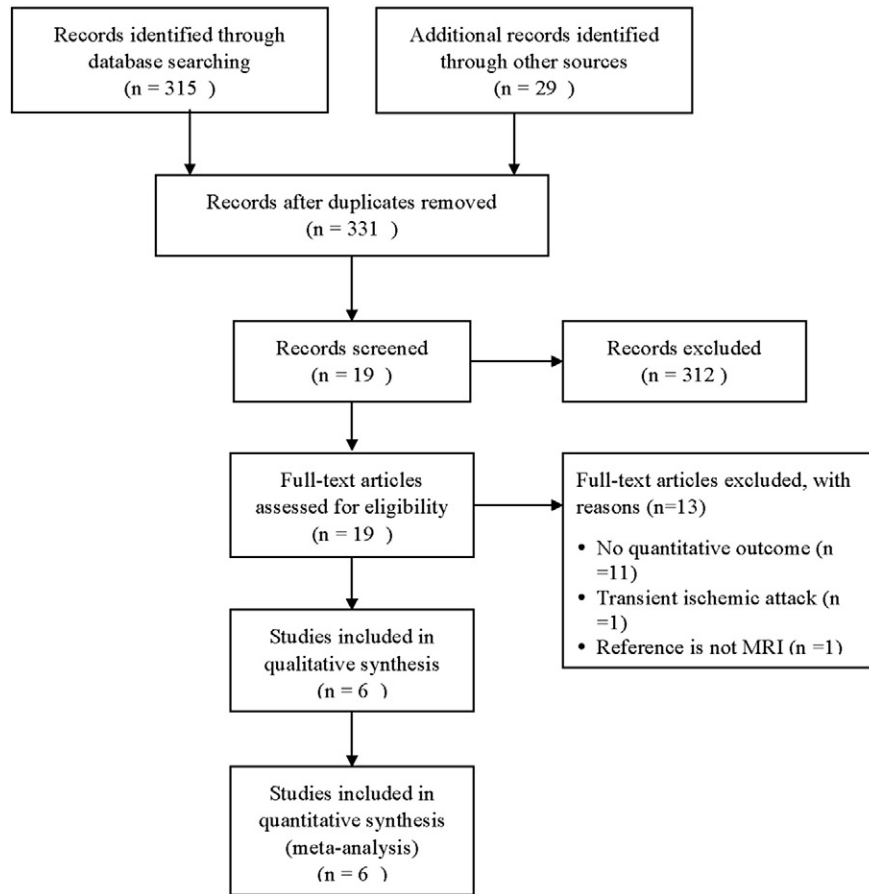 Records identified through
database searching
(n = 315  )
Additional records identified
through other sources
(n = 29  )
Records after duplicates removed
(n = 331  )
Records screened
(n = 19  )
Records excluded
(n = 312 )
Full-text articles
assessed for eligibility
(n = 19  )
Full-text articles excluded, with
reasons (n=13)
• No quantitative outcome (n
=11)
• Transient ischemic attack (n
=1)
• Reference is not MRI (n =1)
Studies included in
qualitative synthesis
(n = 6  )
Studies included in
quantitative synthesis
(meta-analysis)
(n = 6  )